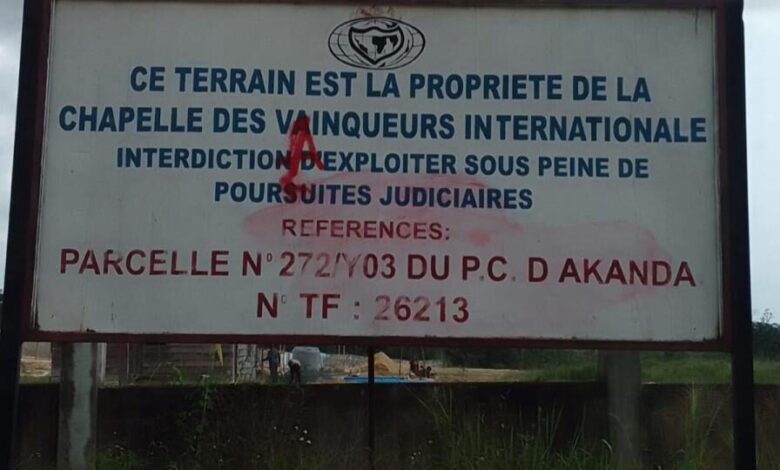 CE TERRAIN EST LA PROPRIETE DE LA
CHAPELLE DES VAINQUEURS INTERNATIONALE
INTERDICTION D'EXPLOITER SOUS PEINE DE
POURSUITES JUDICIAIRES
REFERENCES:
PARCELLE N° 272/Y03 DU P.C. D AKANDA
N° TF : 26213